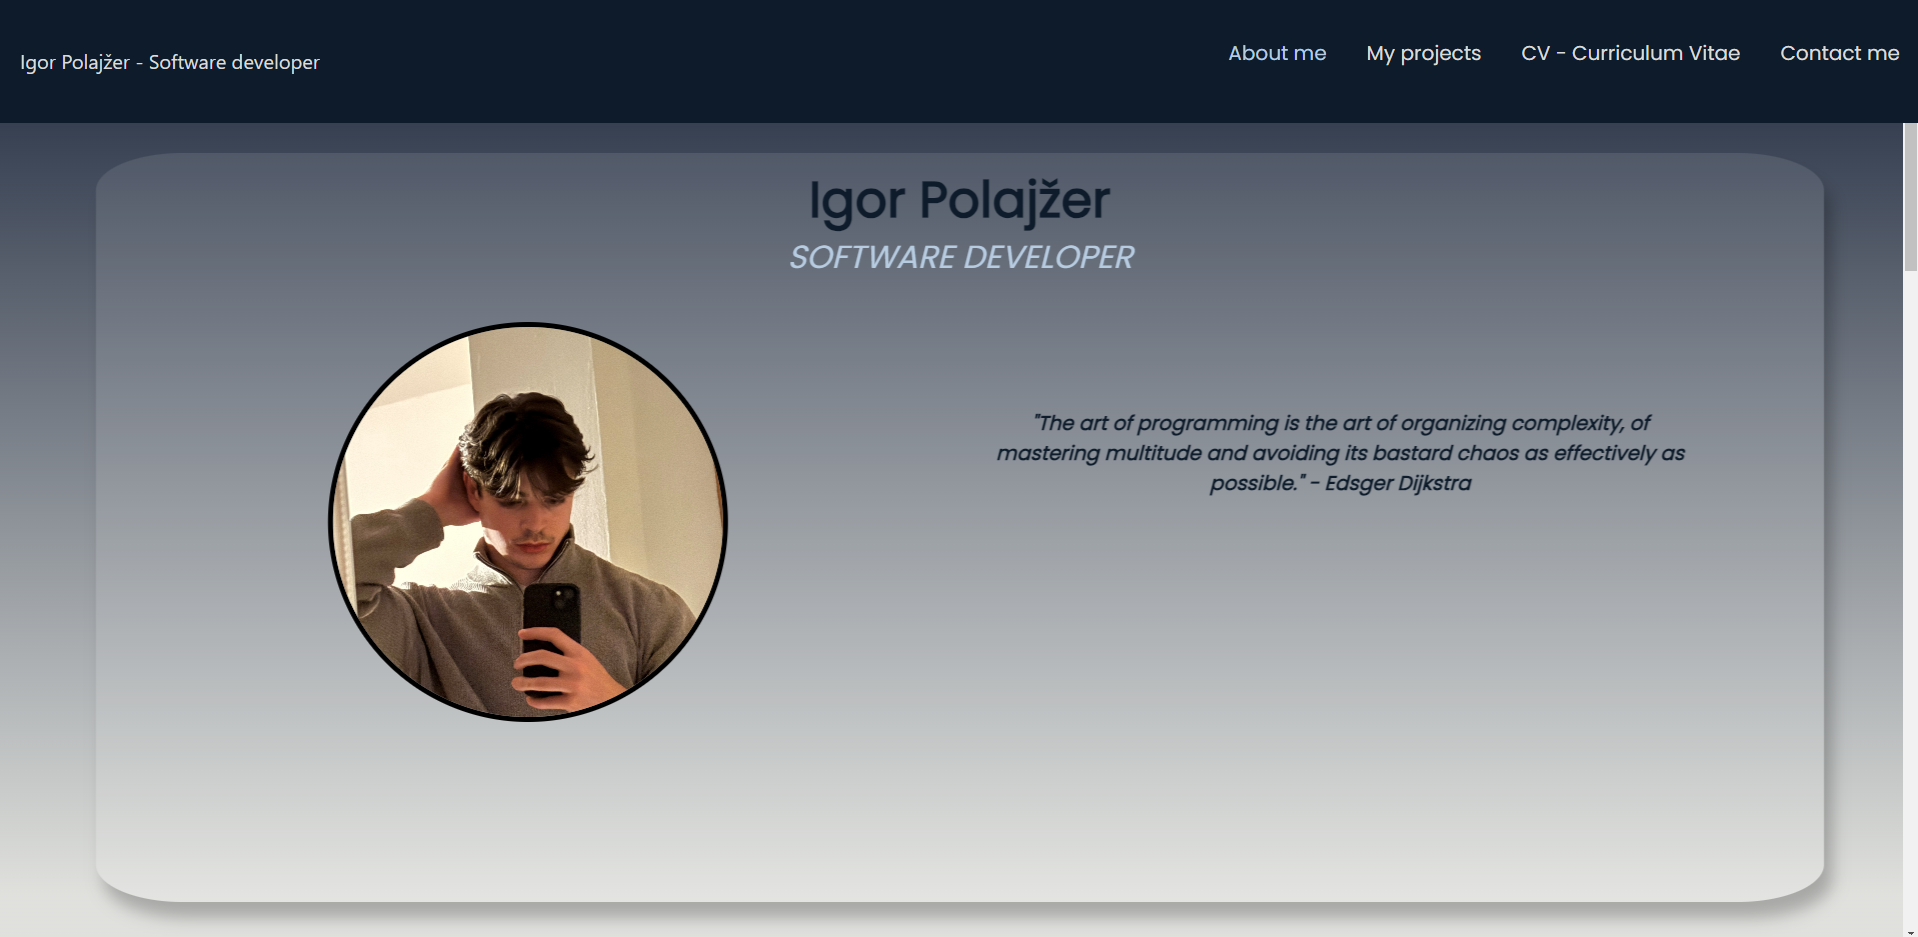 Igor Polajžer - Software developer
About me
My projects
CV - Curriculum Vitae
Contact me
Igor Polajžer
SOFTWARE DEVELOPER
"The art of programming is the art of organizing complexity, of
mastering multitude and avoiding its bastard chaos as effectively as
possible." - Edsger Dijkstra